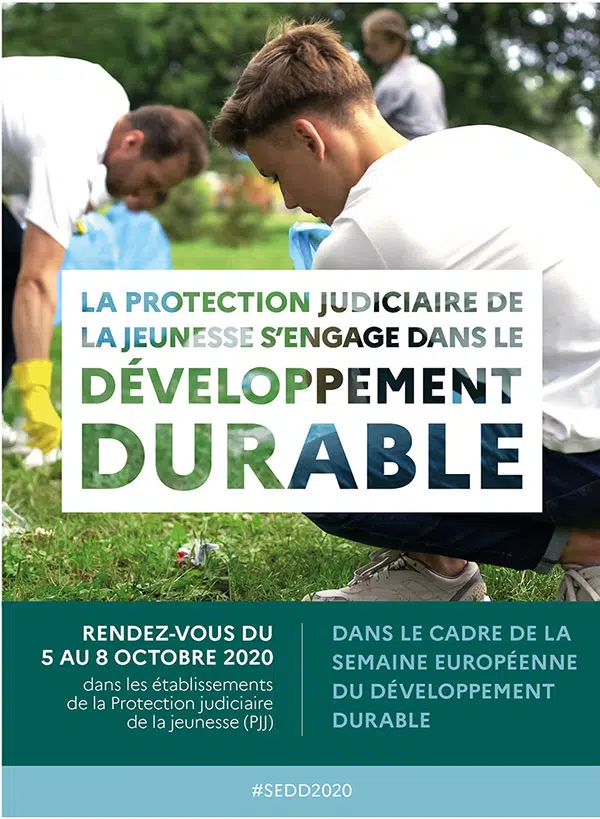 LA PROTECTION JUDICIAIRE DE
LA JEUNESSE S'ENGAGE DANS LE
DÉVELOPPEMENT
DURABLE
RENDEZ-VOUS DU
5 AU 8 OCTOBRE 2020
dans les établissements
de la Protection judiciaire
de la jeunesse (PJJ)
DANS LE CADRE DE LA
SEMAINE EUROPÉENNE
DU DÉVELOPPEMENT
DURABLE
#SEDD2020